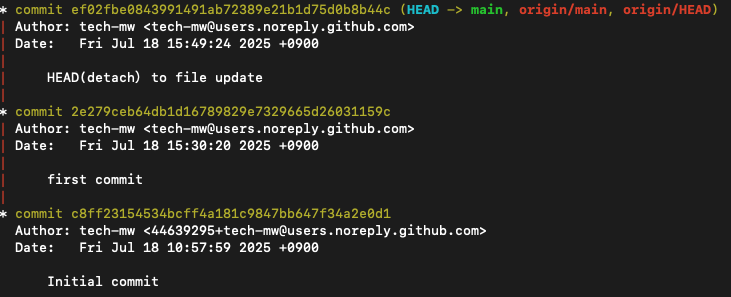 * commit ef02fbe0843991491ab72389e21b1d75d0b8b44c (HEAD -> main, origin/main, origin/HEAD)
| Author: tech-mw <tech-mw@users.noreply.github.com>
| Date:   Fri Jul 18 15:49:24 2025 +0900
|
|     HEAD(detach) to file update
|
* commit 2e279ceb64db1d16789829e7329665d26031159c
| Author: tech-mw <tech-mw@users.noreply.github.com>
| Date:   Fri Jul 18 15:30:20 2025 +0900
|
|     first commit
|
* commit c8ff23154534bcff4a181c9847bb647f34a2e0d1
  Author: tech-mw <44639295+tech-mw@users.noreply.github.com>
  Date:   Fri Jul 18 10:57:59 2025 +0900

      Initial commit